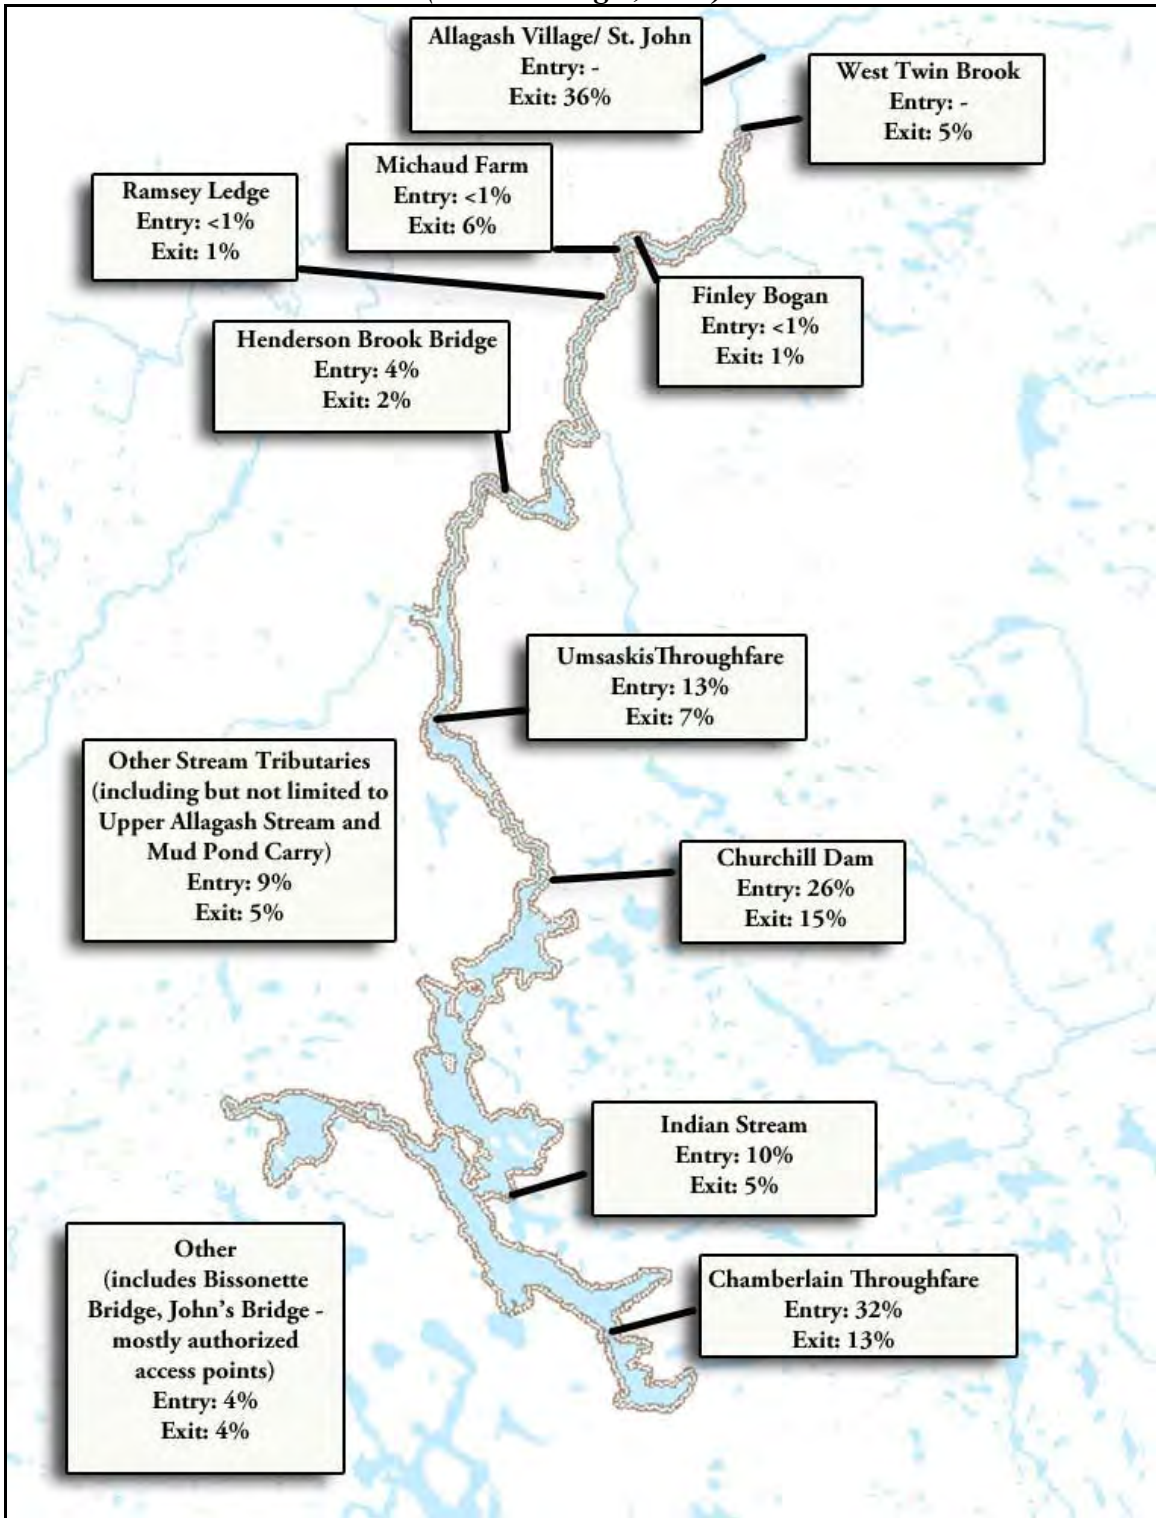 Allagash Village/ St. John
Entry: -
Exit: 36%
West Twin Brook
Entry: -
Exit: 5%
Michaud Farm
Entry: <1%
Exit: 6%
Ramsey Ledge
Entry: <1%
Exit: 1%
Finley Bogan
Entry: <1%
Exit: 1%
Henderson Brook Bridge
Entry: 4%
Exit: 2%
UmsaskisThroughfare
Entry: 13%
Exit: 7%
Other Stream Tributaries
(including but not limited to
Upper Allagash Stream and
Mud Pond Carry)
Entry: 9%
Exit: 5%
Churchill Dam
Entry: 26%
Exit: 15%
Indian Stream
Entry: 10%
Exit: 5%
Other
(includes Bissonette
Bridge, John's Bridge -
mostly authorized
access points)
Entry: 4%
Exit: 4%
Chamberlain Throughfare
Entry: 32%
Exit: 13%